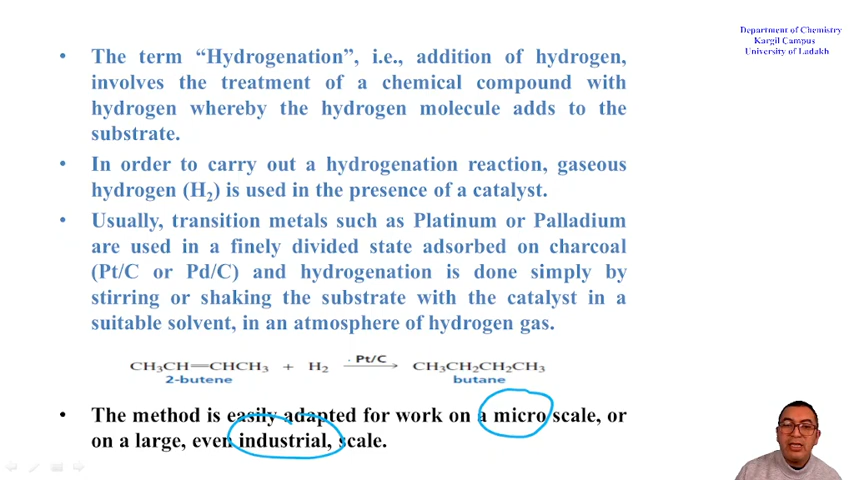 Department of Chemistry
Kargil Campus
University of Ladakh
• The term “Hydrogenation”, i.e., addition of hydrogen,
involves the treatment of a chemical compound with
hydrogen whereby the hydrogen molecule adds to the
substrate.
• In order to carry out a hydrogenation reaction, gaseous
hydrogen (H₂) is used in the presence of a catalyst.
• Usually, transition metals such as Platinum or Palladium
are used in a finely divided state adsorbed on charcoal
(Pt/C or Pd/C) and hydrogenation is done simply by
stirring or shaking the substrate with the catalyst in a
suitable solvent, in an atmosphere of hydrogen gas.
Pt/C
CH₃CH=CHCH₃ + H₂ → CH₃CH₂CH₂CH₃
2-butene butane
• The method is easily adapted for work on a micro scale, or
on a large, even industrial, scale.